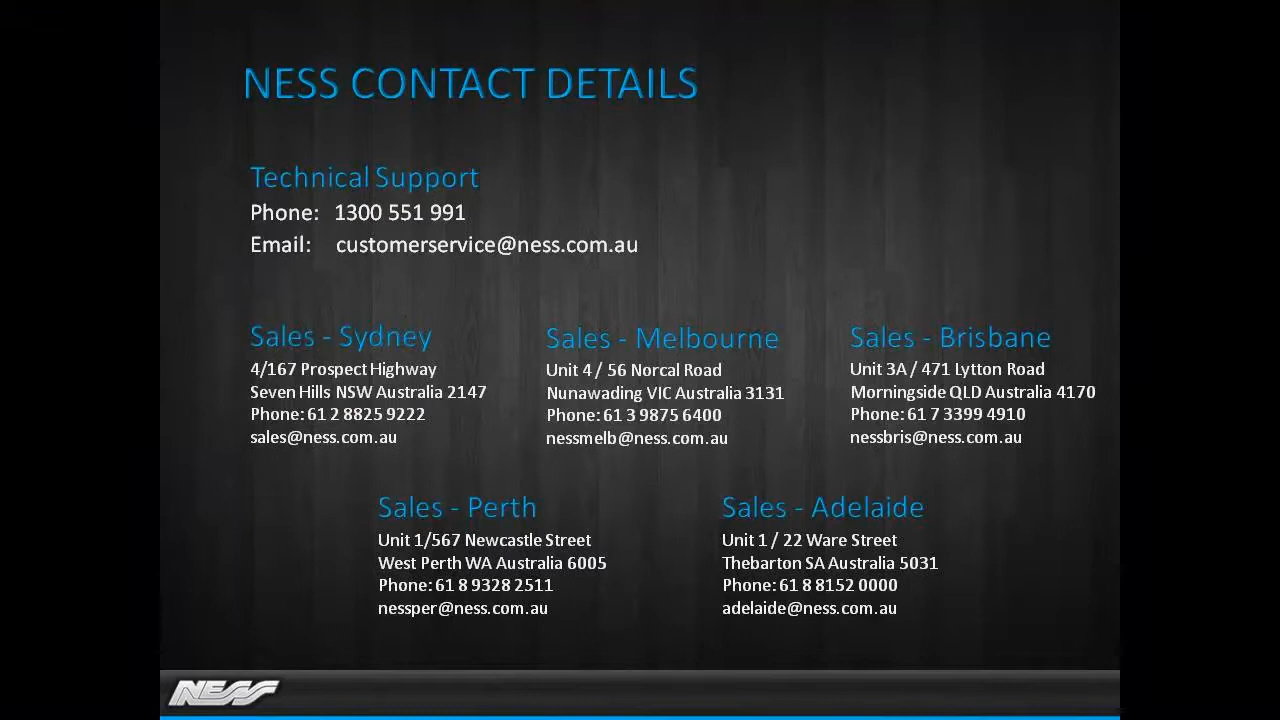 NESS CONTACT DETAILS
Technical Support
Phone: 1300 551 991
Email: customerservice@ness.com.au
Sales - Sydney
4/167 Prospect Highway
Seven Hills NSW Australia 2147
Phone: 61 2 8825 9222
sales@ness.com.au
Sales - Melbourne
Unit 4 / 56 Norcal Road
Nunawading VIC Australia 3131
Phone: 61 3 9875 6400
nessmelb@ness.com.au
Sales - Brisbane
Unit 3A / 471 Lytton Road
Morningside QLD Australia 4170
Phone: 61 7 3399 4910
nessbris@ness.com.au
Sales - Perth
Unit 1/567 Newcastle Street
West Perth WA Australia 6005
Phone: 61 8 9328 2511
nessper@ness.com.au
Sales - Adelaide
Unit 1 / 22 Ware Street
Thebarton SA Australia 5031
Phone: 61 8 8152 0000
adelaide@ness.com.au
NESS